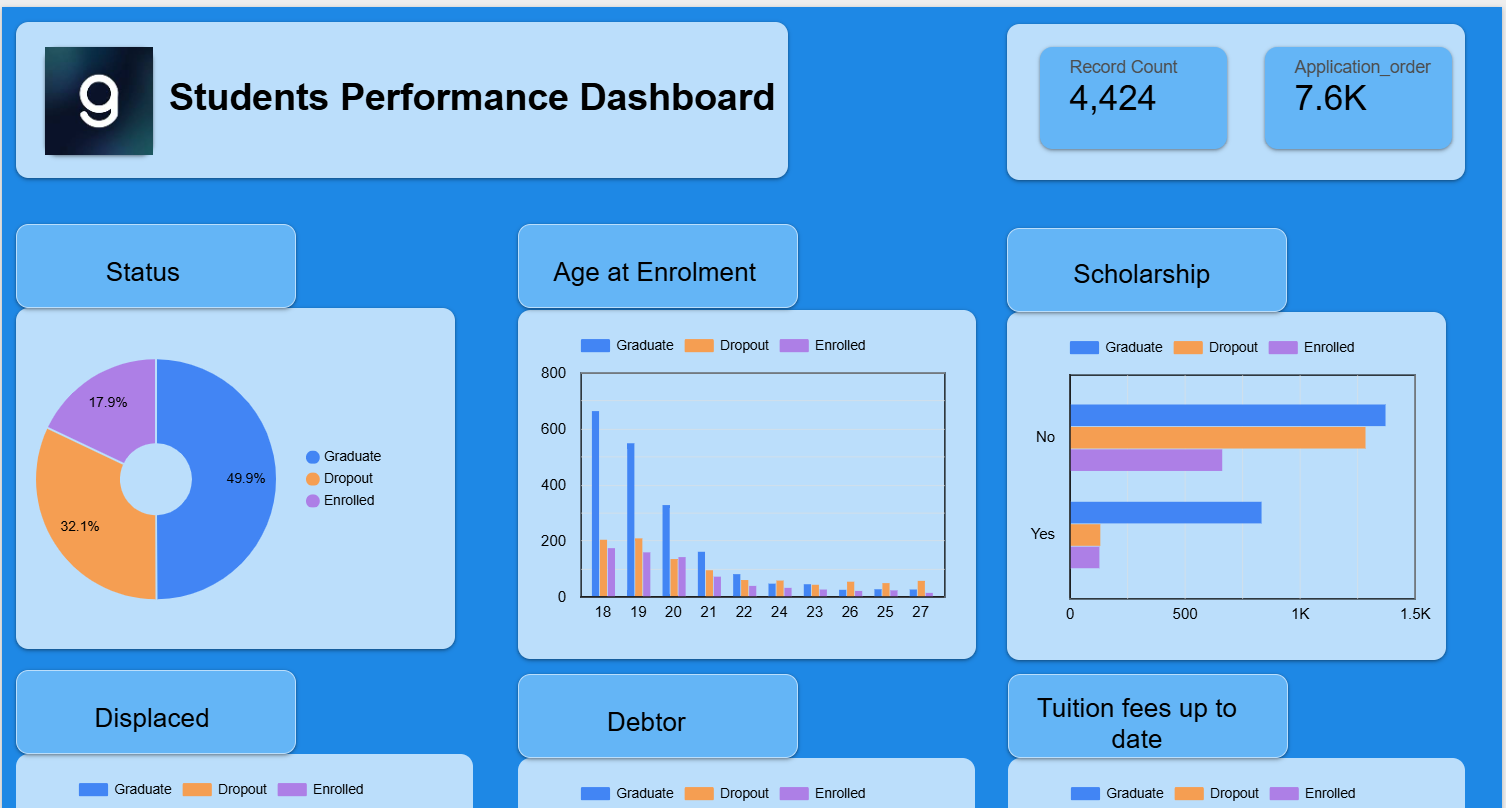 g
Students Performance Dashboard
Record Count
4,424
Application_order
7.6K
Status
17.9%
49.9%
32.1%
Graduate
Dropout
Enrolled
Age at Enrolment
Graduate Dropout Enrolled
800
600
400
200
0
18 19 20 21 22 24 23 26 25 27
Scholarship
Graduate Dropout Enrolled
No
Yes
0 500 1K 1.5K
Displaced
Graduate Dropout Enrolled
Debtor
Graduate Dropout Enrolled
Tuition fees up to
date
Graduate Dropout Enrolled